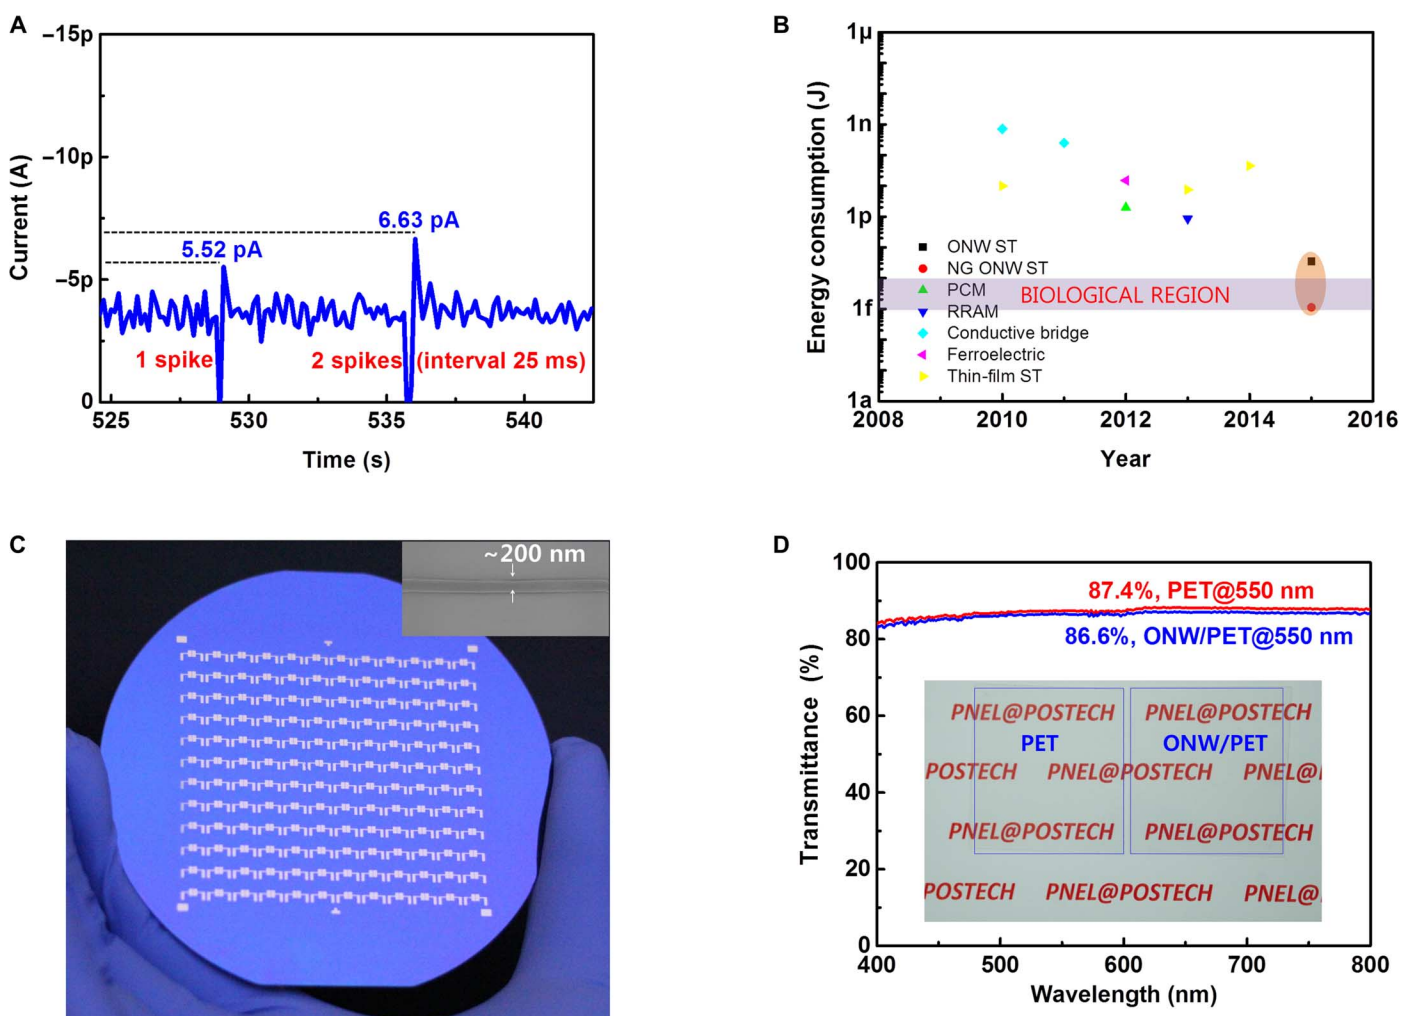 A
–15p
–10p
–5p
0
Current (A)
6.63 pA
5.52 pA
1 spike
2 spikes (interval 25 ms)
525 530 535 540
Time (s)
B
1μ
1n
1p
1f
1a
Energy consumption (J)
ONW ST
NG ONW ST
PCM
RRAM
Conductive bridge
Ferroelectric
Thin-film ST
BIOLOGICAL REGION
2008 2010 2012 2014 2016
Year
C
~200 nm
D
100
80
60
40
20
0
Transmittance (%)
87.4%, PET@550 nm
86.6%, ONW/PET@550 nm
PNEL@POSTECH PNEL@POSTECH
PET ONW/PET
POSTECH PNEL@POSTECH PNEL@
PNEL@POSTECH PNEL@POSTECH
POSTECH PNEL@POSTECH PNEL@
400 500 600 700 800
Wavelength (nm)